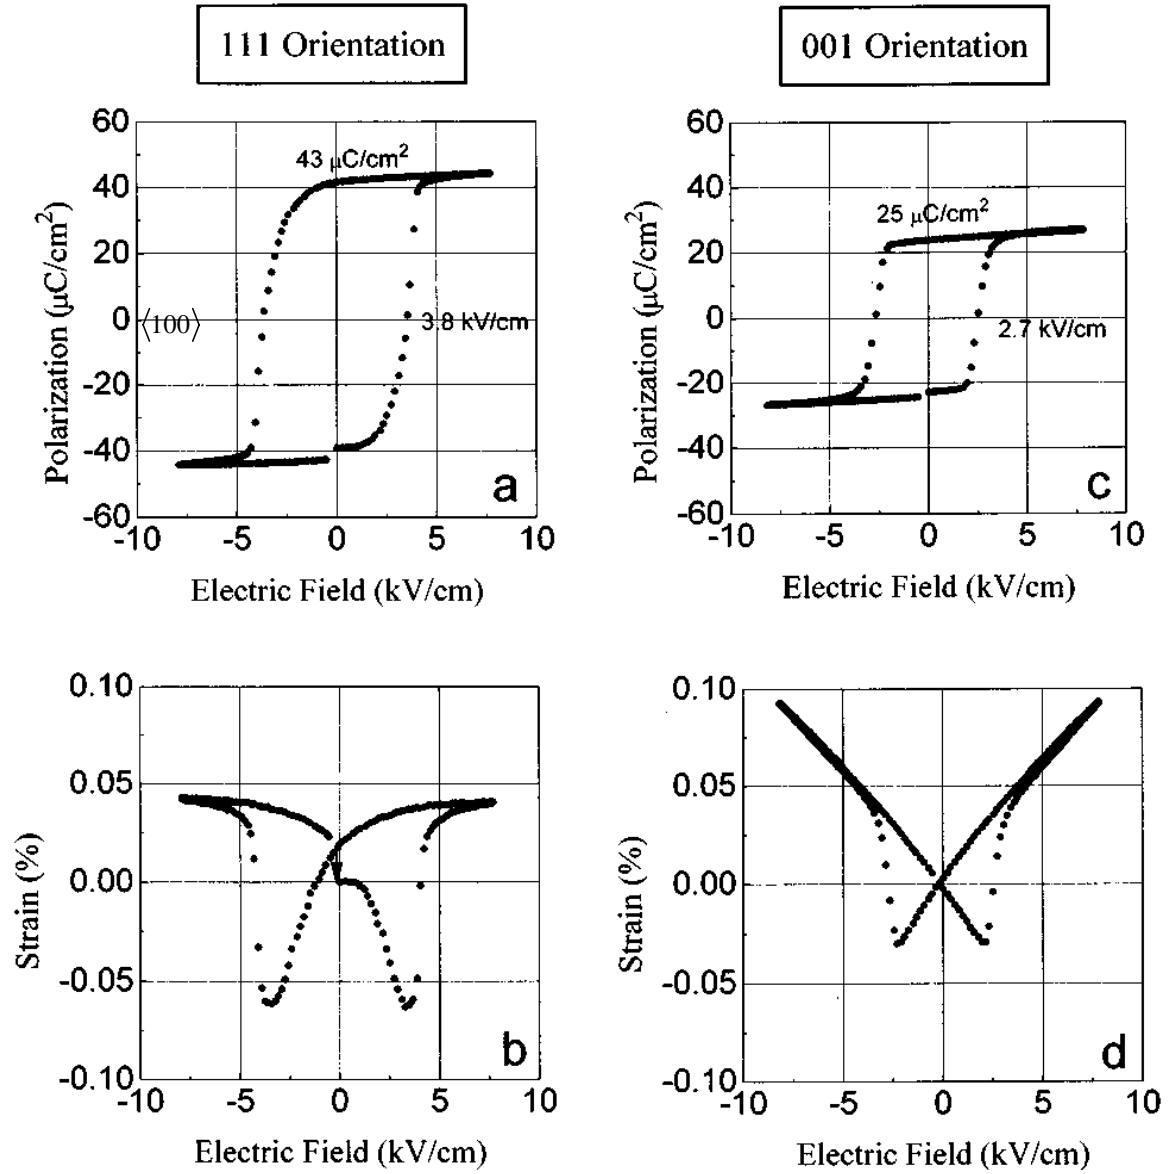 111 Orientation
001 Orientation
60
40
20
0
-20
-40
-60
-10
-5
0
5
10
Polarization (μC/cm²)
Electric Field (kV/cm)
43 μC/cm²
⟨100⟩
3.8 kV/cm
a
60
40
20
0
-20
-40
-60
-10
-5
0
5
10
Polarization (μC/cm²)
Electric Field (kV/cm)
25 μC/cm²
2.7 kV/cm
c
0.10
0.05
0.00
-0.05
-0.10
-10
-5
0
5
10
Strain (%)
Electric Field (kV/cm)
b
0.10
0.05
0.00
-0.05
-0.10
-10
-5
0
5
10
Strain (%)
Electric Field (kV/cm)
d